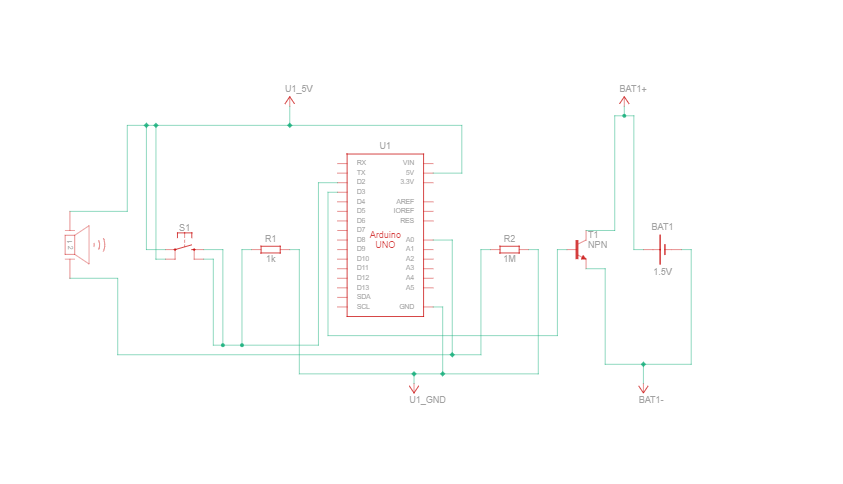 U1_5V
BAT1+
U1
RX
TX
D2
D3
D4
D5
D6
D7
D8
D9
D10
D11
D12
D13
SDA
SCL
Arduino
UNO
VIN
5V
3.3V
AREF
IOREF
RES
A0
A1
A2
A3
A4
A5
GND
1 2
S1
R1
1k
R2
1M
T1
NPN
BAT1
1.5V
U1_GND
BAT1-